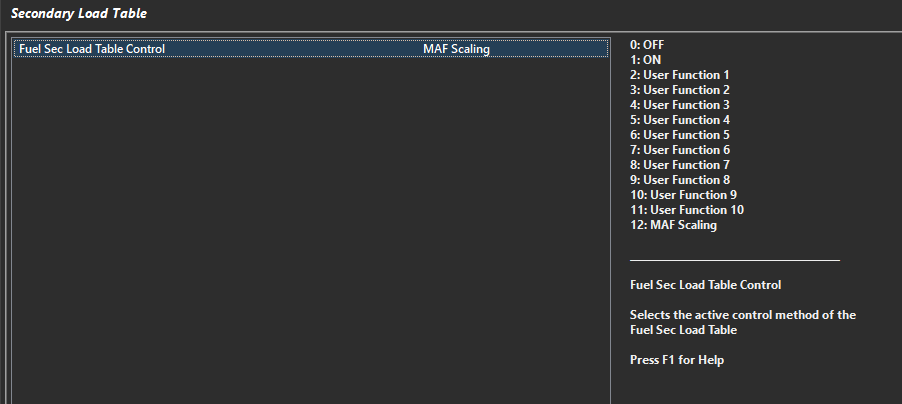 Secondary Load Table
Fuel Sec Load Table Control MAF Scaling
0: OFF
1: ON
2: User Function 1
3: User Function 2
4: User Function 3
5: User Function 4
6: User Function 5
7: User Function 6
8: User Function 7
9: User Function 8
10: User Function 9
11: User Function 10
12: MAF Scaling
Fuel Sec Load Table Control
Selects the active control method of the
Fuel Sec Load Table
Press F1 for Help